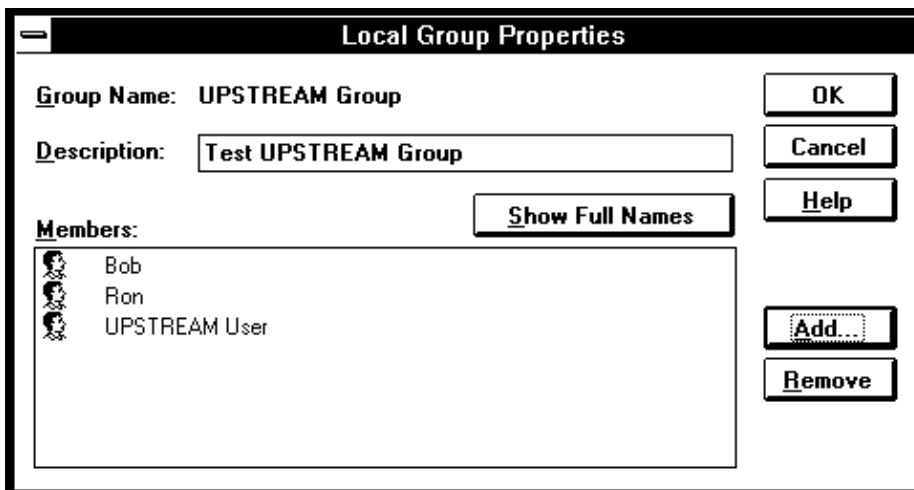 Local Group Properties
Group Name: UPSTREAM Group
OK
Description: Test UPSTREAM Group
Cancel
Help
Show Full Names
Members:
Bob
Ron
UPSTREAM User
Add...
Remove